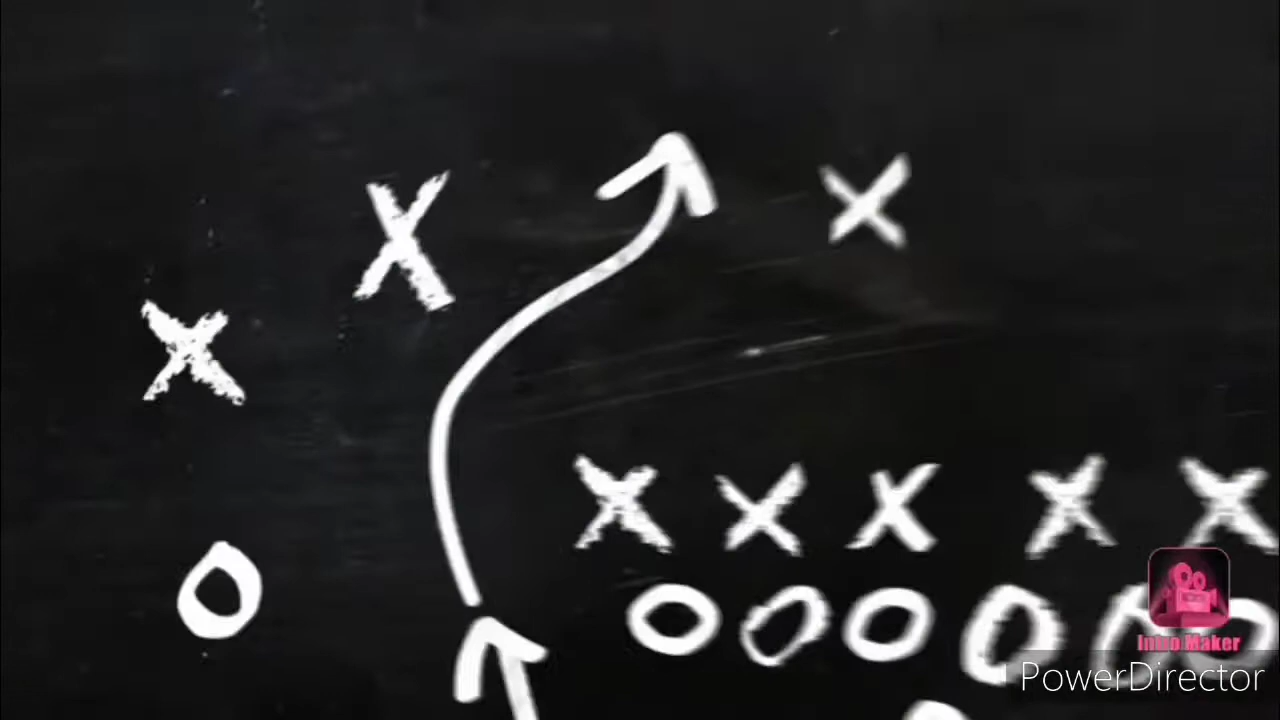 X X
X
X X X X X
O
O O O O O O
Intro Maker
PowerDirector